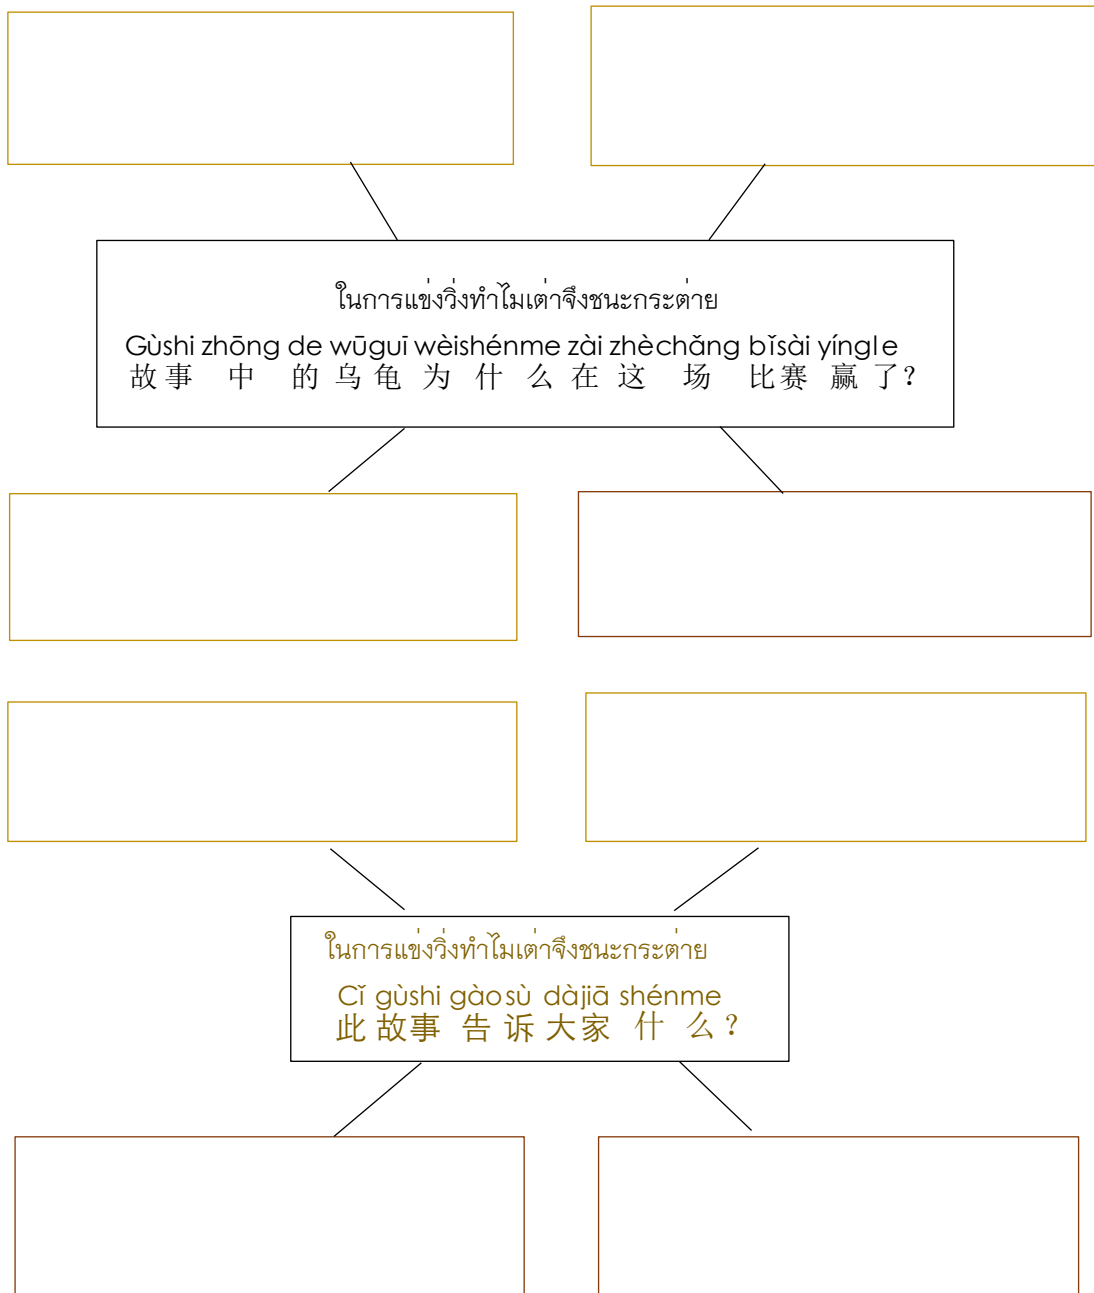 ในการแข่งวิ่งทำไมเต่าจึงชนะกระต่าย
Gùshi zhōng de wūguī wèishénme zài zhèchǎng bǐsài yíngle
故事 中 的 乌龟 为 什 么 在 这 场 比赛 赢 了?
ในการแข่งวิ่งทำไมเต่าจึงชนะกระต่าย
Cǐ gùshi gàosù dàjiā shénme
此 故事 告 诉 大家 什 么?